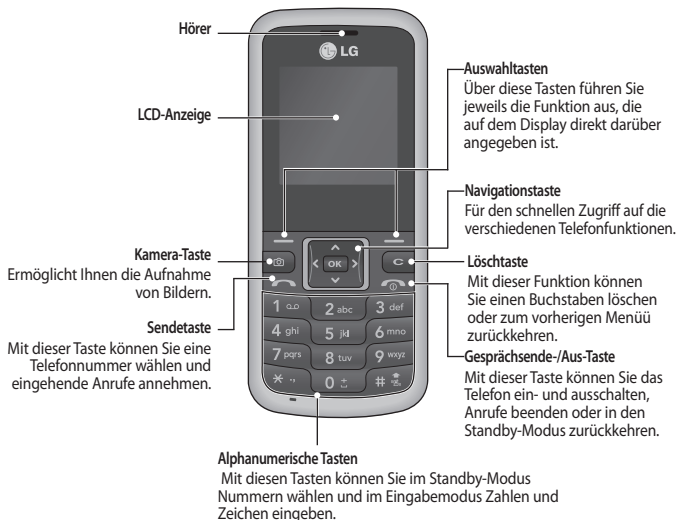 Hörer
LG
LCD-Anzeige
Auswahltasten
Über diese Tasten führen Sie
jeweils die Funktion aus, die
auf dem Display direkt darüber
angegeben ist.
Navigationstaste
Für den schnellen Zugriff auf die
verschiedenen Telefonfunktionen.
Kamera-Taste
Ermöglicht Ihnen die Aufnahme
von Bildern.
Sendetaste
Mit dieser Taste können Sie eine
Telefonnummer wählen und
eingehende Anrufe annehmen.
OK
C
1
2 abc
3 def
4 ghi
5 jkl
6 mno
7 pqrs
8 tuv
9 wxyz
0
#
Löschtaste
Mit dieser Funktion können
Sie einen Buchstaben löschen
oder zum vorherigen Menüü
zurückkehren.
Gesprächsende-/Aus-Taste
Mit dieser Taste können Sie das
Telefon ein- und ausschalten,
Anrufe beenden oder in den
Standby-Modus zurückkehren.
Alphanumerische Tasten
Mit diesen Tasten können Sie im Standby-Modus
Nummern wählen und im Eingabemodus Zahlen und
Zeichen eingeben.